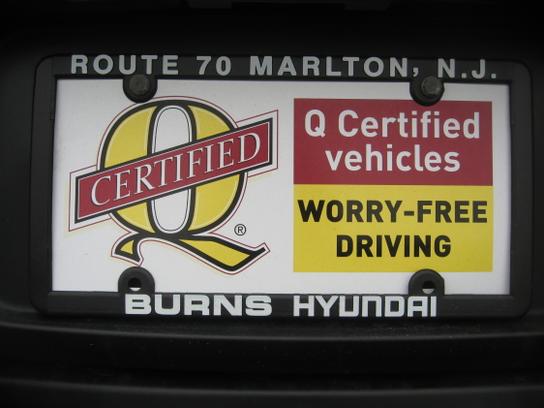 ROUTE 70 MARLTON, N.J.
Q
CERTIFIED
®
Q Certified
vehicles
WORRY-FREE
DRIVING
BURNS HYUNDAI